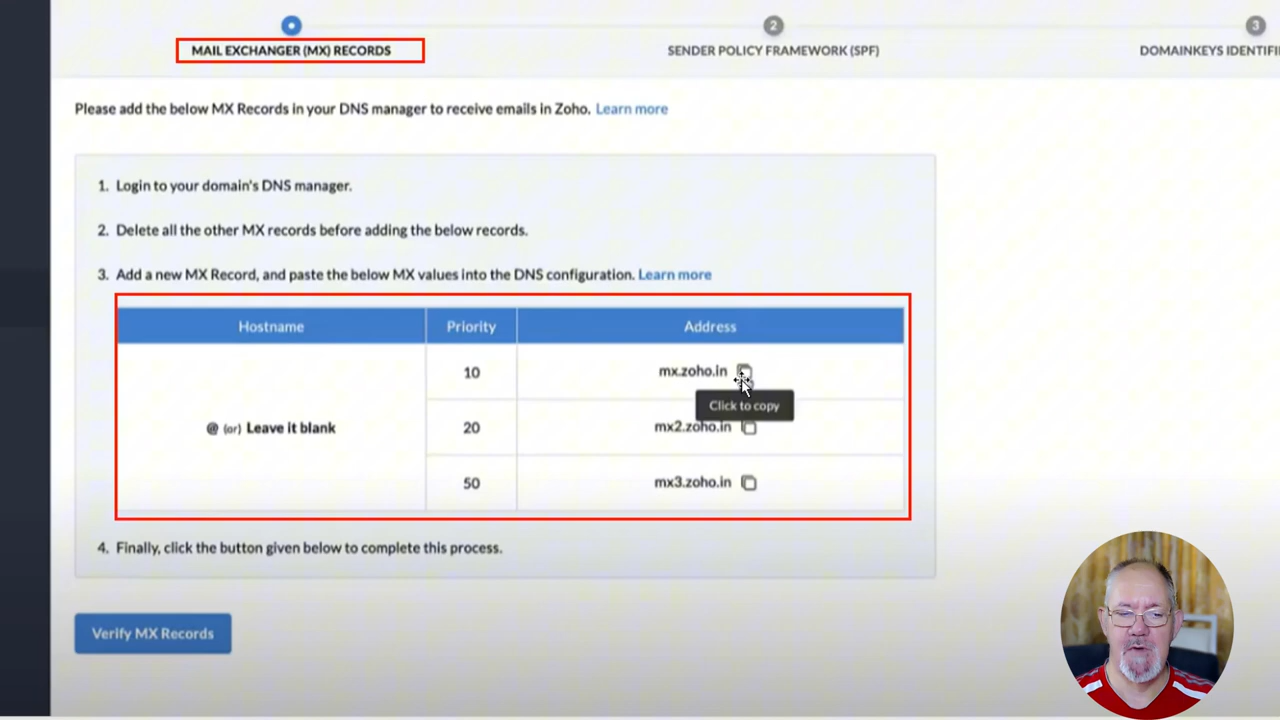 2
3
MAIL EXCHANGER (MX) RECORDS
SENDER POLICY FRAMEWORK (SPF)
DOMAINKEYS IDENTIFI
Please add the below MX Records in your DNS manager to receive emails in Zoho. Learn more
1. Login to your domain's DNS manager.
2. Delete all the other MX records before adding the below records.
3. Add a new MX Record, and paste the below MX values into the DNS configuration. Learn more
Hostname Priority Address
10 mx.zoho.in
Click to copy
@ (or) Leave it blank 20 mx2.zoho.in
50 mx3.zoho.in
4. Finally, click the button given below to complete this process.
Verify MX Records